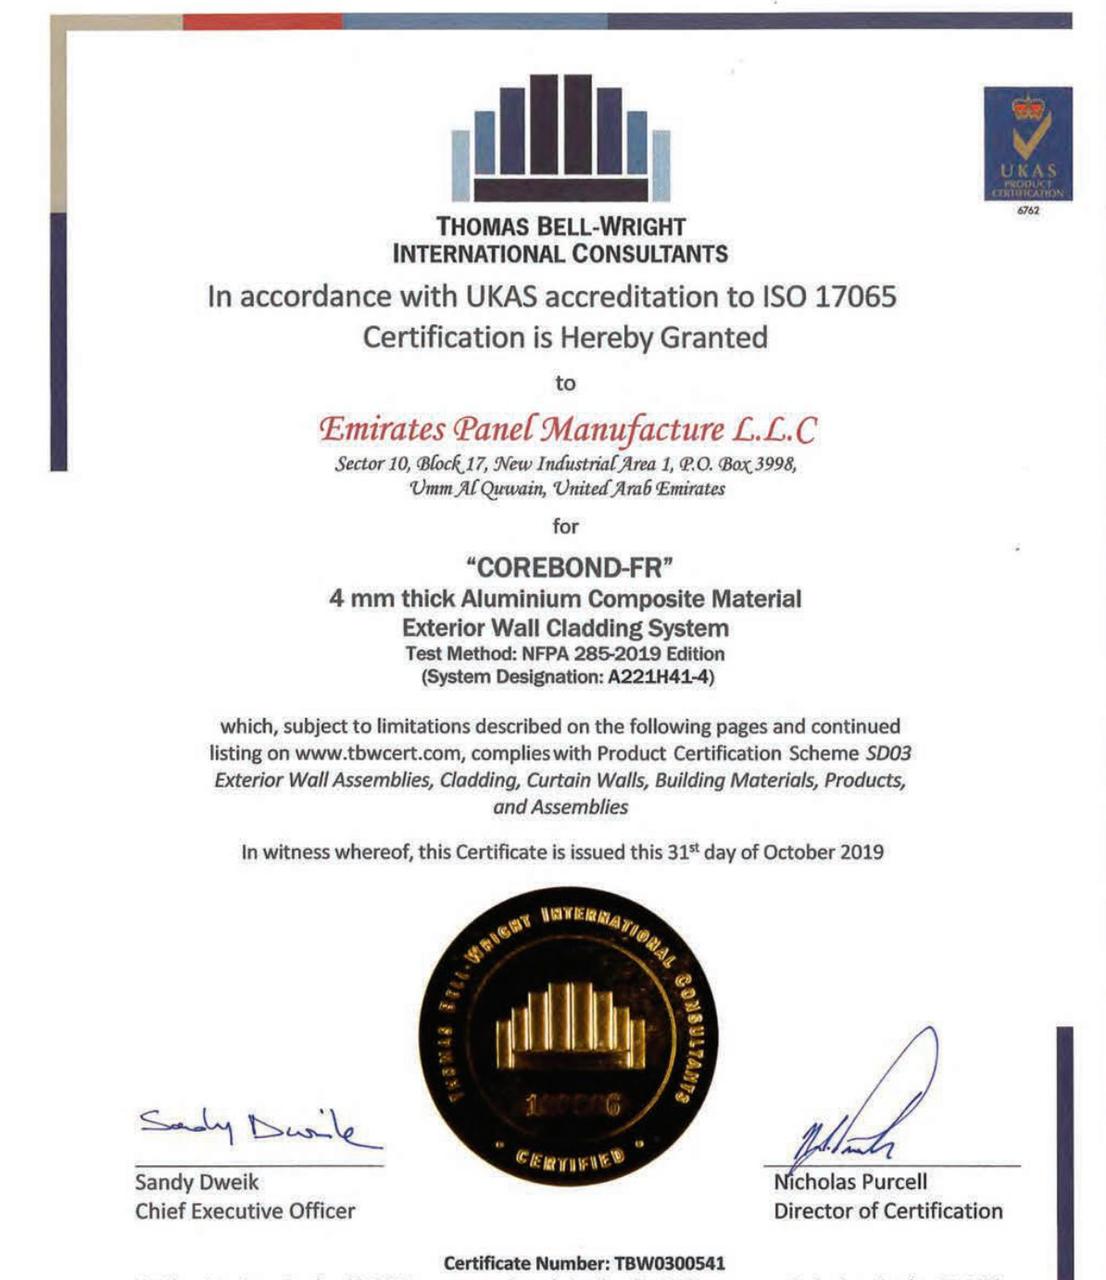 THOMAS BELL-WRIGHT
INTERNATIONAL CONSULTANTS
UKAS
PRODUCT
CERTIFICATION
6762
In accordance with UKAS accreditation to ISO 17065
Certification is Hereby Granted
to
Emirates Panel Manufacture L.L.C
Sector 10, Block 17, New Industrial Area 1, P.O. Box 3998,
Umm Al Quwain, United Arab Emirates
for
“COREBOND-FR”
4 mm thick Aluminium Composite Material
Exterior Wall Cladding System
Test Method: NFPA 285-2019 Edition
(System Designation: A221H41-4)
which, subject to limitations described on the following pages and continued
listing on www.tbwcert.com, complies with Product Certification Scheme SD03
Exterior Wall Assemblies, Cladding, Curtain Walls, Building Materials, Products,
and Assemblies
In witness whereof, this Certificate is issued this 31st day of October 2019
THOMAS BELL-WRIGHT INTERNATIONAL CONSULTANTS
• CERTIFIED •
Sandy Dweik
Sandy Dweik
Chief Executive Officer
Nicholas Purcell
Director of Certification
Certificate Number: TBW0300541